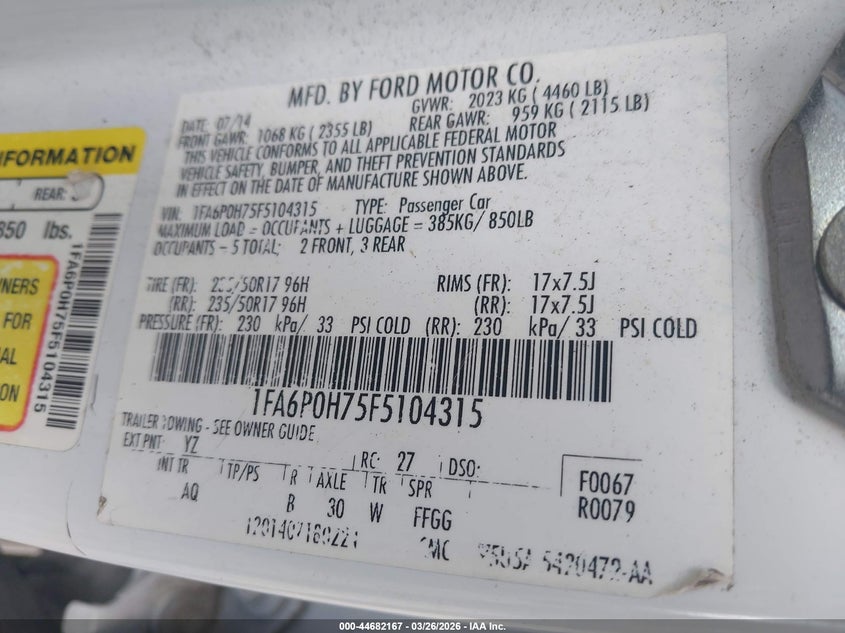 MFD. BY FORD MOTOR CO.
DATE: 07/14 GVWR: 2023 KG ( 4460 LB)
FRONT GAWR: 1068 KG ( 2355 LB) REAR GAWR: 959 KG ( 2115 LB)
THIS VEHICLE CONFORMS TO ALL APPLICABLE FEDERAL MOTOR
VEHICLE SAFETY, BUMPER, AND THEFT PREVENTION STANDARDS
IN EFFECT ON THE DATE OF MANUFACTURE SHOWN ABOVE.
VIN: 1FA6P0H75F5104315 TYPE: Passenger Car
MAXIMUM LOAD = OCCUPANTS + LUGGAGE = 385KG/ 850LB
OCCUPANTS - 5 TOTAL; 2 FRONT, 3 REAR
TIRE (FR): 235/50R17 96H RIMS (FR): 17x7.5J
(RR): 235/50R17 96H (RR): 17x7.5J
PRESSURE (FR): 230 kPa/ 33 PSI COLD (RR): 230 kPa/ 33 PSI COLD
1FA6P0H75F5104315
TRAILER TOWING - SEE OWNER GUIDE
EXT PNT: YZ RC: 27 DSO:
INT TR TP/PS R AXLE TR SPR
AQ B 30 W FFGG
F0067
R0079
5420472-AA
NFORMATION
REAR:
850 lbs.
1FA6P0H75F5104315
NERS
FOR
AL
ON
000-44682167 — 03/26/2026 — IAA Inc.